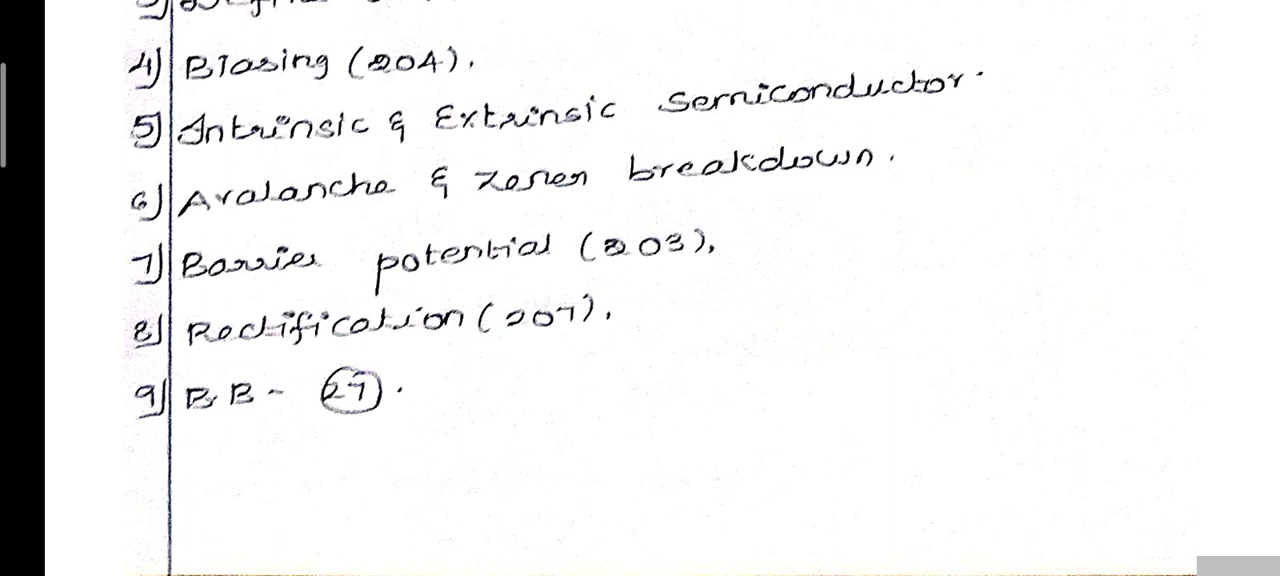 4) Biasing (204).
5) Intrinsic & Extrinsic Semiconductor.
6) Avalanche & zener breakdown.
7) Barrier potential (203),
8) Rectification (207),
9) BB - 27.